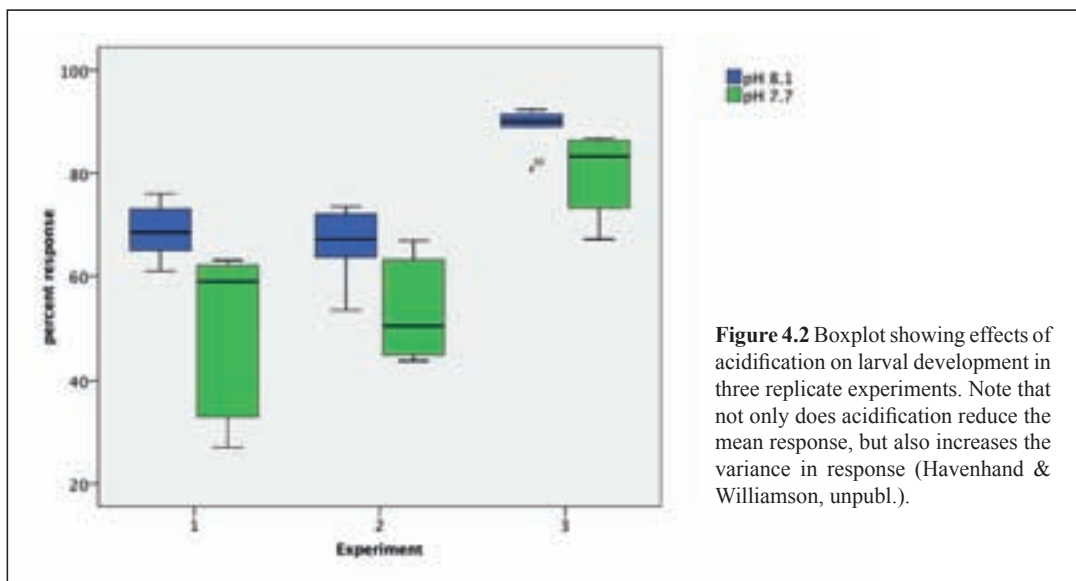 100
80
60
40
20
percent response
1
2
3
Experiment
pH 8.1
pH 7.7
Figure 4.2 Boxplot showing effects of
acidification on larval development in
three replicate experiments. Note that
not only does acidification reduce the
mean response, but also increases the
variance in response (Havenhand &
Williamson, unpubl.).